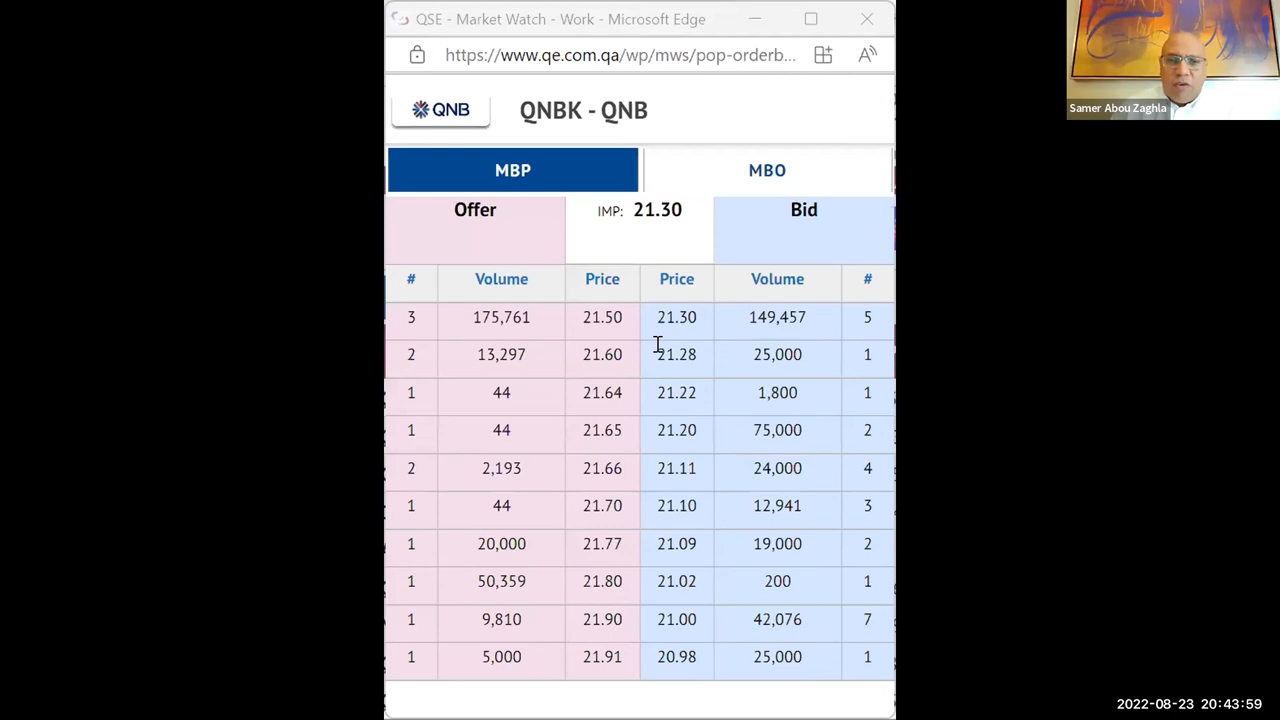 QSE - Market Watch - Work - Microsoft Edge
https://www.qe.com.qa/wp/mws/pop-orderb...
QNB QNBK - QNB
MBP MBO
Offer IMP: 21.30 Bid
# Volume Price Price Volume #
3 175,761 21.50 21.30 149,457 5
2 13,297 21.60 21.28 25,000 1
1 44 21.64 21.22 1,800 1
1 44 21.65 21.20 75,000 2
2 2,193 21.66 21.11 24,000 4
1 44 21.70 21.10 12,941 3
1 20,000 21.77 21.09 19,000 2
1 50,359 21.80 21.02 200 1
1 9,810 21.90 21.00 42,076 7
1 5,000 21.91 20.98 25,000 1
Samer Abou Zaghla
2022-08-23 20:43:59